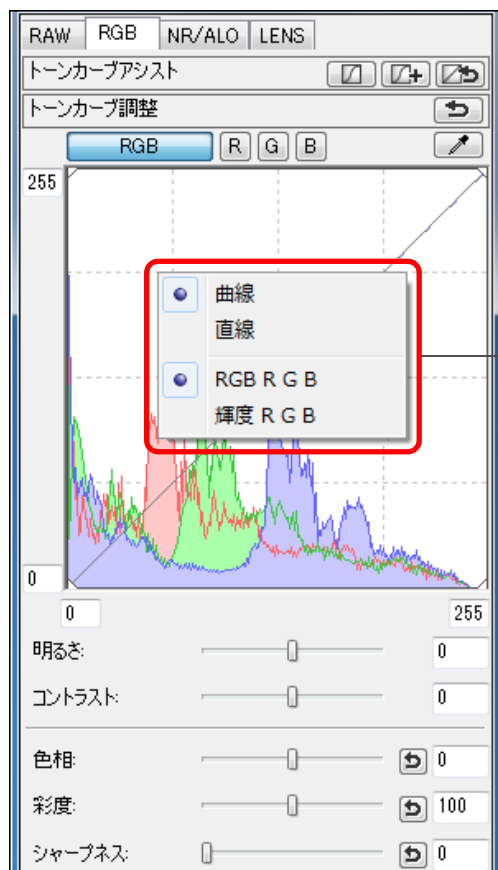 RAW RGB NR/ALO LENS
トーンカーブアシスト
トーンカーブ調整
RGB R G B
255
曲線
直線
RGB R G B
輝度 R G B
0
0 255
明るさ: 0
コントラスト: 0
色相: 0
彩度: 100
シャープネス: 0